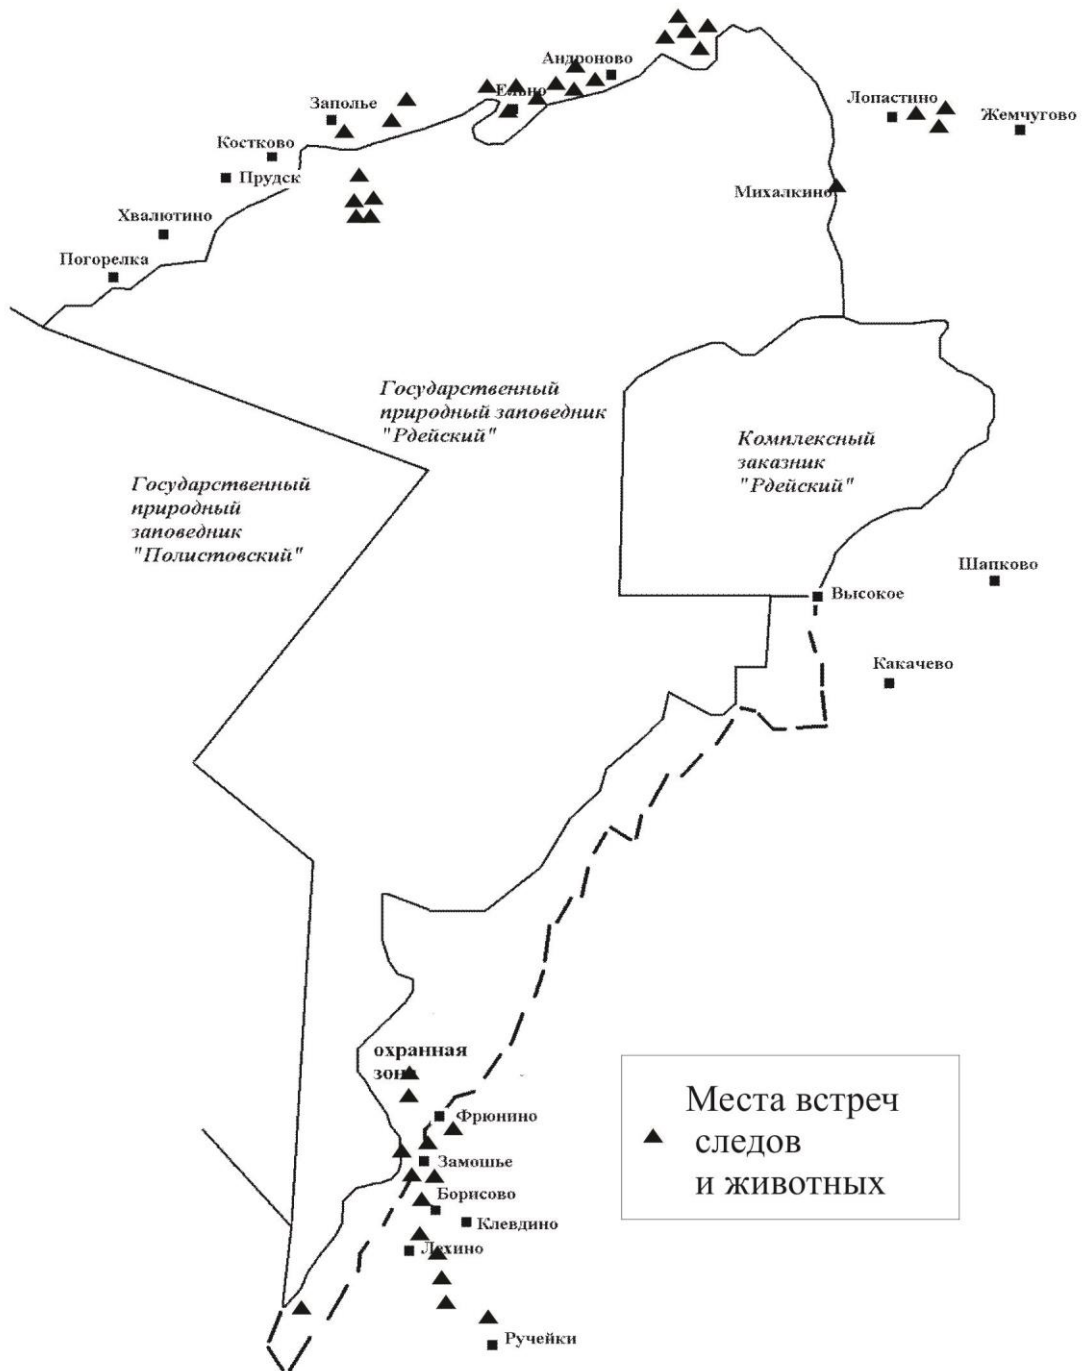 Андроново
Ельно
Заполье
Лопастино
Жемчугово
Костково
Прудск
Михалкино
Хвалютино
Погорелка
Государственный
природный заповедник
"Рдейский"
Комплексный
заказник
"Рдейский"
Государственный
природный
заповедник
"Полистовский"
Шапково
Высокое
Какачево
охранная
зона
Фрюнино
Замошье
Борисово
Клевдино
Лехино
Ручейки
Места встреч
следов
и животных